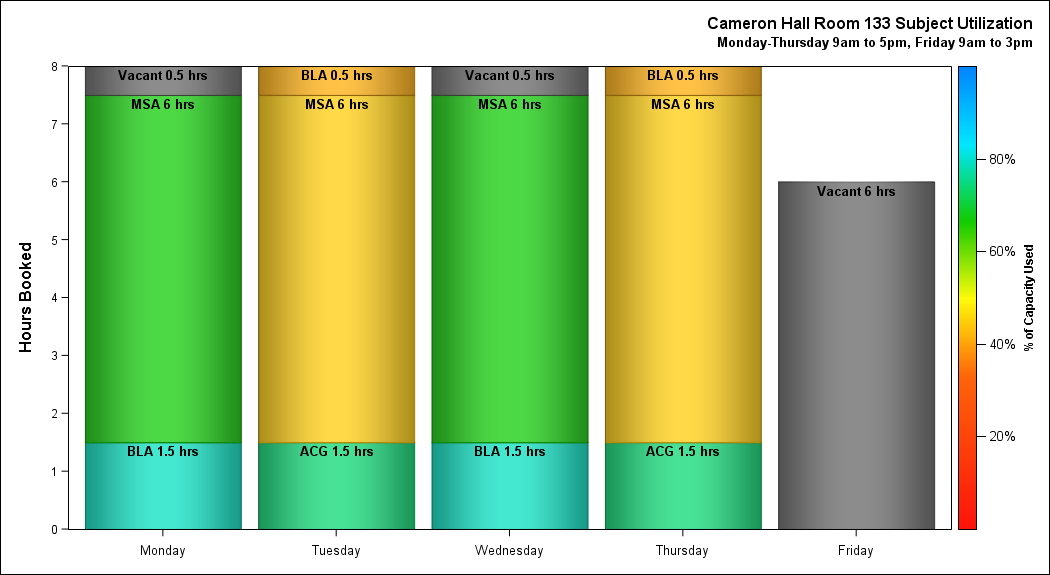 Cameron Hall Room 133 Subject Utilization
Monday-Thursday 9am to 5pm, Friday 9am to 3pm
Hours Booked
8
7
6
5
4
3
2
1
0
Vacant 0.5 hrs
MSA 6 hrs
BLA 1.5 hrs
BLA 0.5 hrs
MSA 6 hrs
ACG 1.5 hrs
Vacant 0.5 hrs
MSA 6 hrs
BLA 1.5 hrs
BLA 0.5 hrs
MSA 6 hrs
ACG 1.5 hrs
Vacant 6 hrs
Monday
Tuesday
Wednesday
Thursday
Friday
80%
60%
40%
20%
% of Capacity Used